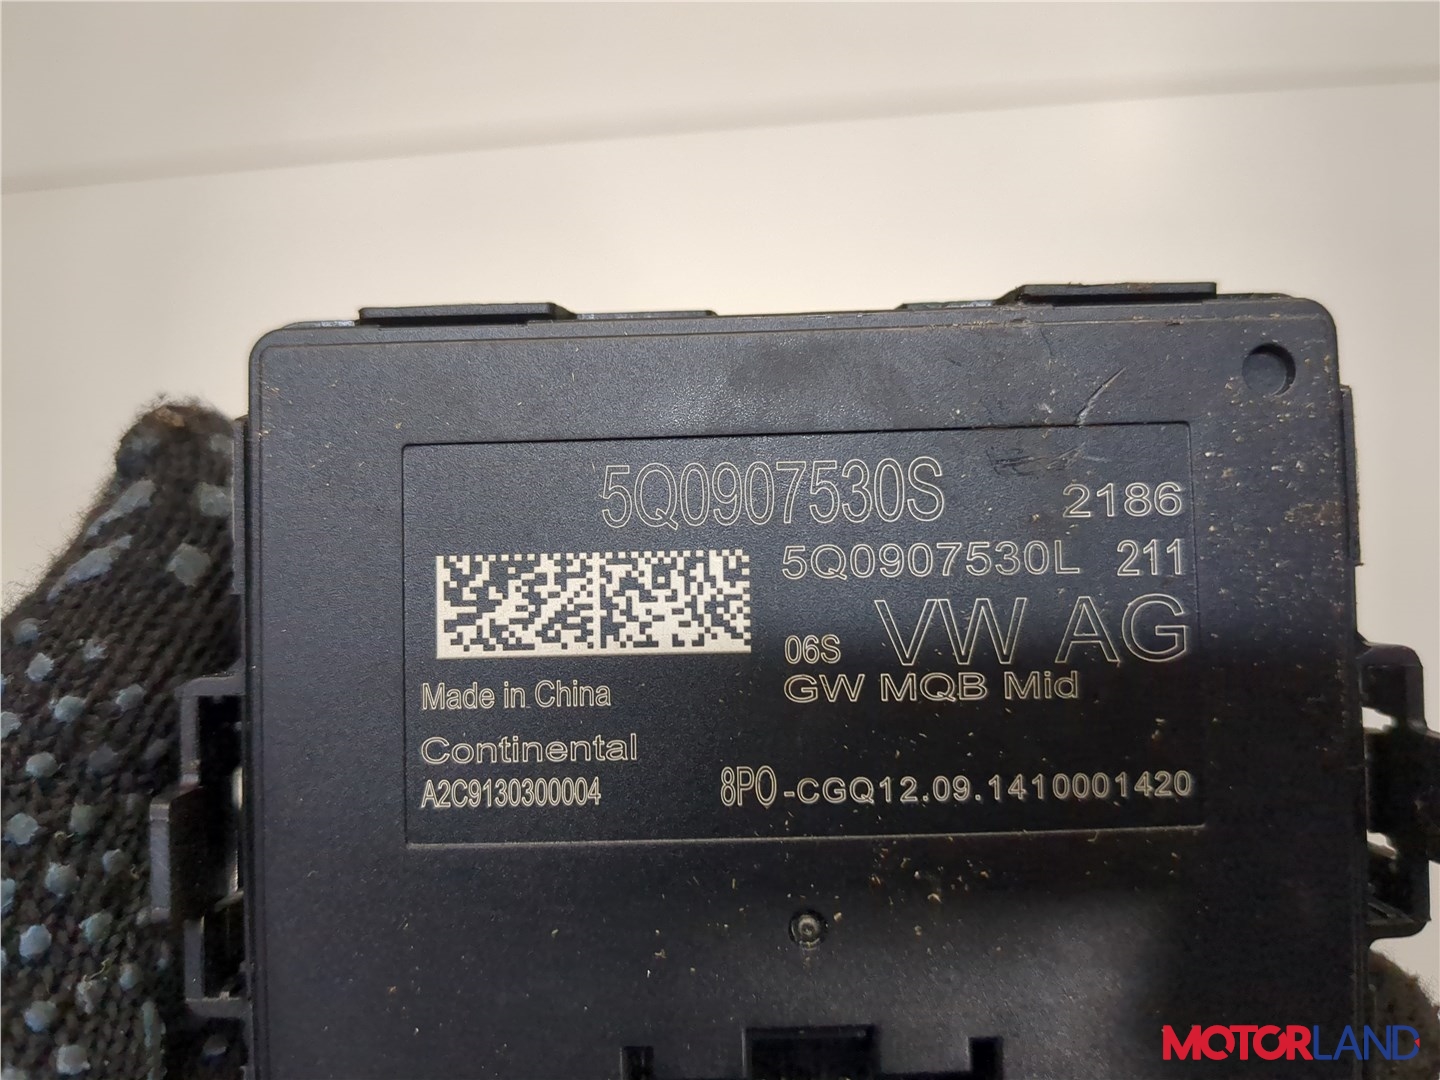 5Q0907530S
2186
5Q0907530L 211
06S VW AG
GW MQB Mid
Made in China
Continental
A2C9130300004
8PO-CGQ12.09.1410001420
MOTORLAND